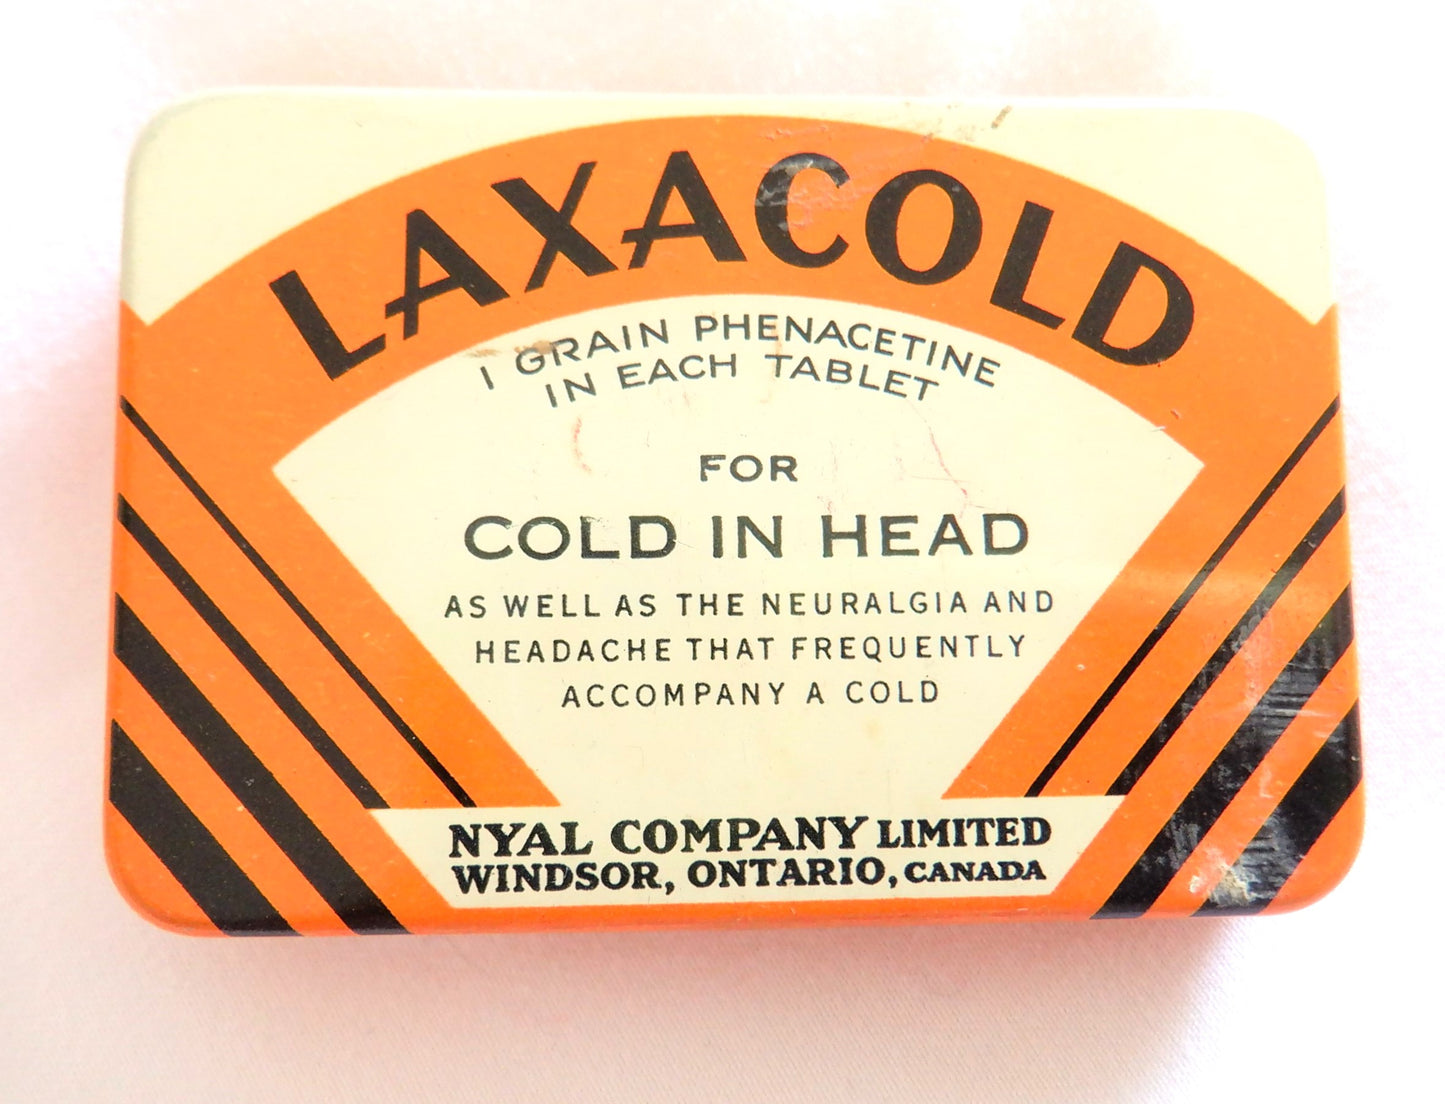 LAXACOLD
1 GRAIN PHENACETINE
IN EACH TABLET
FOR
COLD IN HEAD
AS WELL AS THE NEURALGIA AND
HEADACHE THAT FREQUENTLY
ACCOMPANY A COLD
NYAL COMPANY LIMITED
WINDSOR, ONTARIO, CANADA